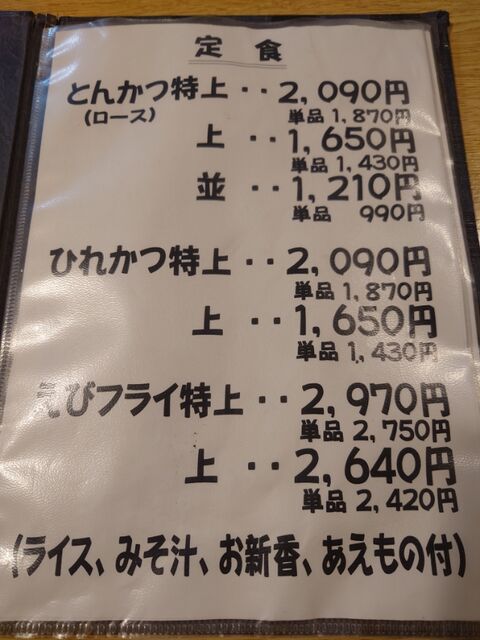 定食
とんかつ特上‥2,090円
(ロース) 単品 1,870円
上‥1,650円
単品 1,430円
並‥1,210円
単品 990円
ひれかつ特上‥2,090円
単品 1,870円
上‥1,650円
単品 1,430円
えびフライ特上‥2,970円
単品 2,750円
上‥2,640円
単品 2,420円
(ライス、みそ汁、お新香、あえもの付)